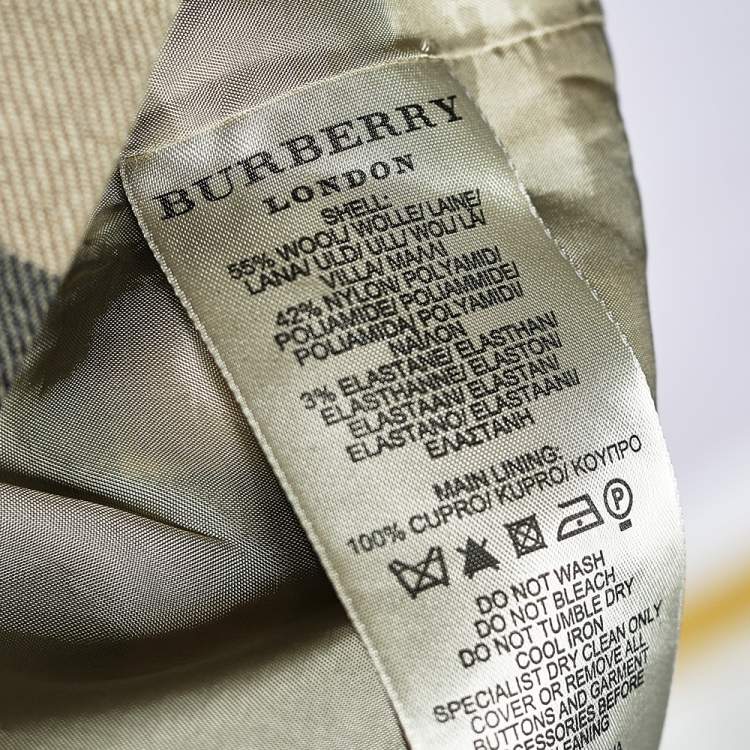 BURBERRY
LONDON
SHELL:
55% WOOL/ WOLLE/ LAINE/
LANA/ ULD/ ULL/ WOL/ LÃ/
VILLA/ ΜΑΛΛΙ
42% NYLON/ POLYAMID/
POLIAMIDE/ POLIAMMIDE/
POLIAMIDA/ POLYAMIDI/
ΝΑΙΛΟΝ
3% ELASTANE/ ELASTHAN/
ELASTHANNE/ ELASTON/
ELASTAAN/ ELASTAN/
ELASTANO/ ELASTAANI/
ΕΛΑΣΤΑΝΗ
MAIN LINING:
100% CUPRO/ KUPRO/ ΚΟΥΠΡΟ
P
DO NOT WASH
DO NOT BLEACH
DO NOT TUMBLE DRY
COOL IRON
SPECIALIST DRY CLEAN ONLY
COVER OR REMOVE ALL
BUTTONS AND GARMENT
BEFORE